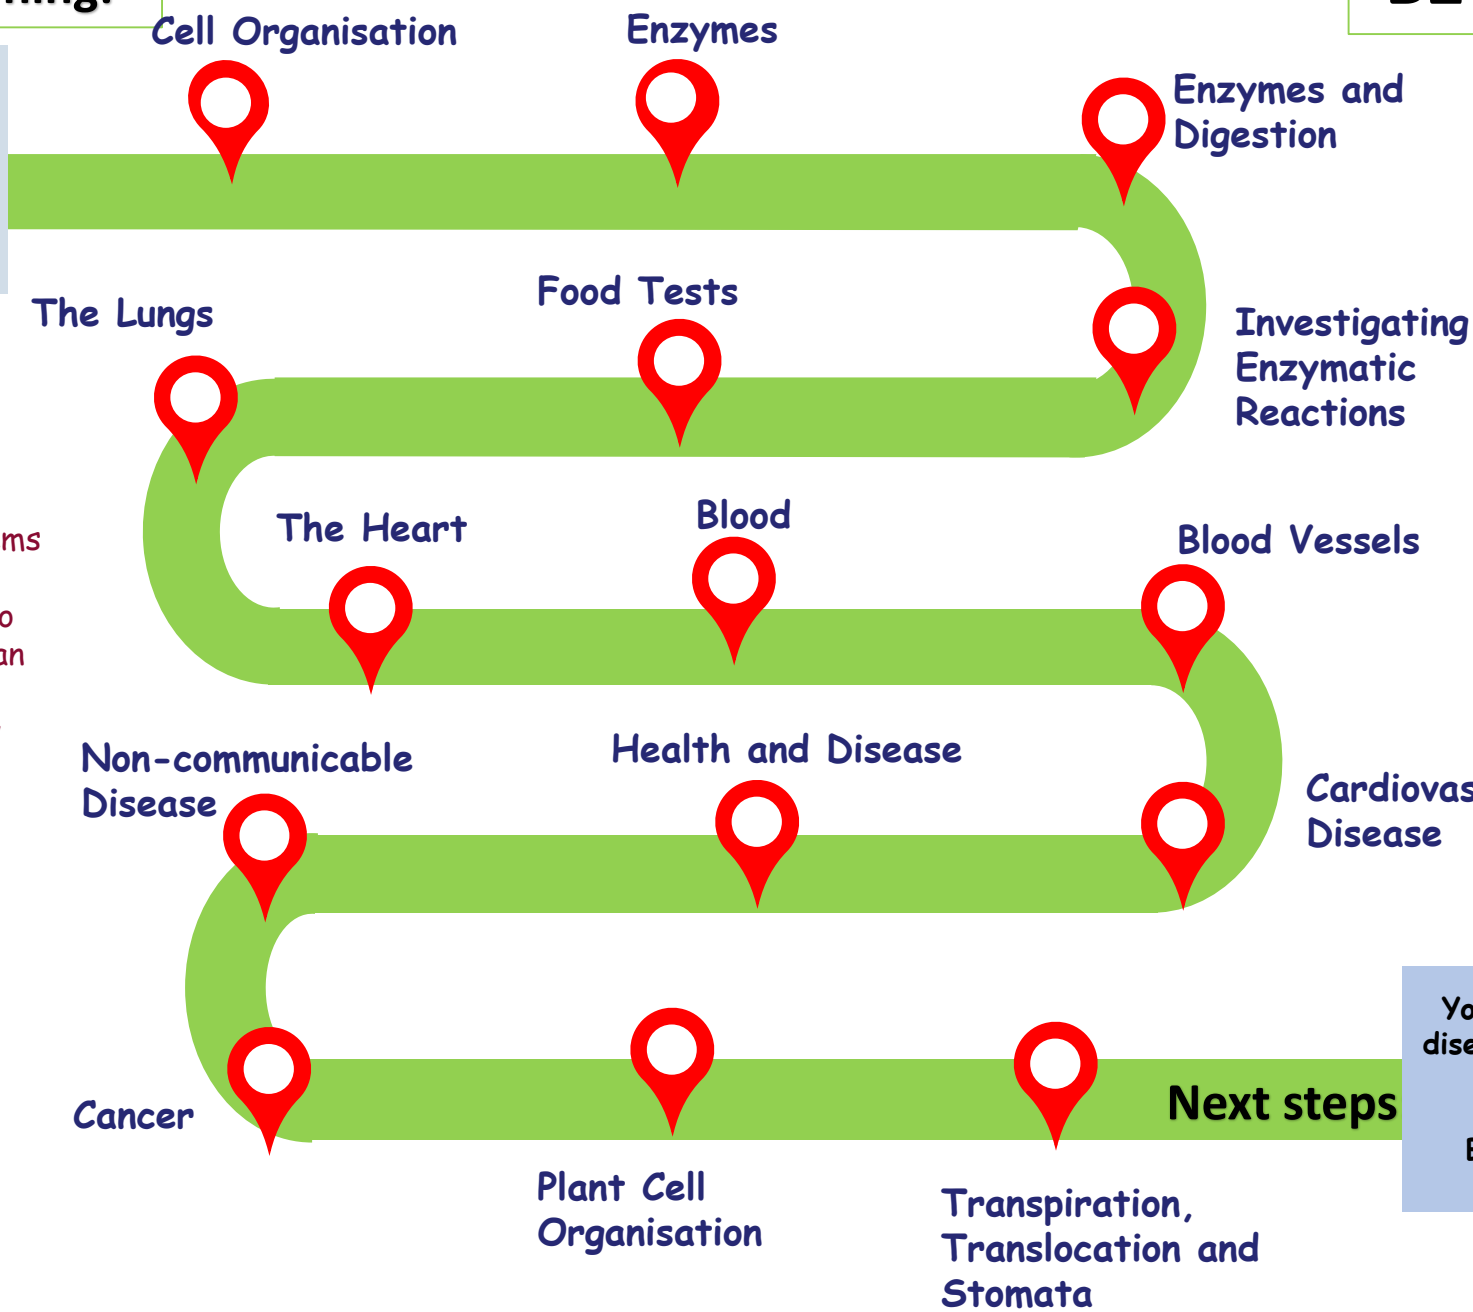 Cell Organisation
Enzymes
Enzymes and
Digestion
Investigating
Enzymatic
Reactions
Food Tests
The Lungs
The Heart
Blood
Blood Vessels
Disease
Health and Disease
Non-communicable
Disease
Cancer
Plant Cell
Organisation
Transpiration,
Translocation and
Stomata
Next steps